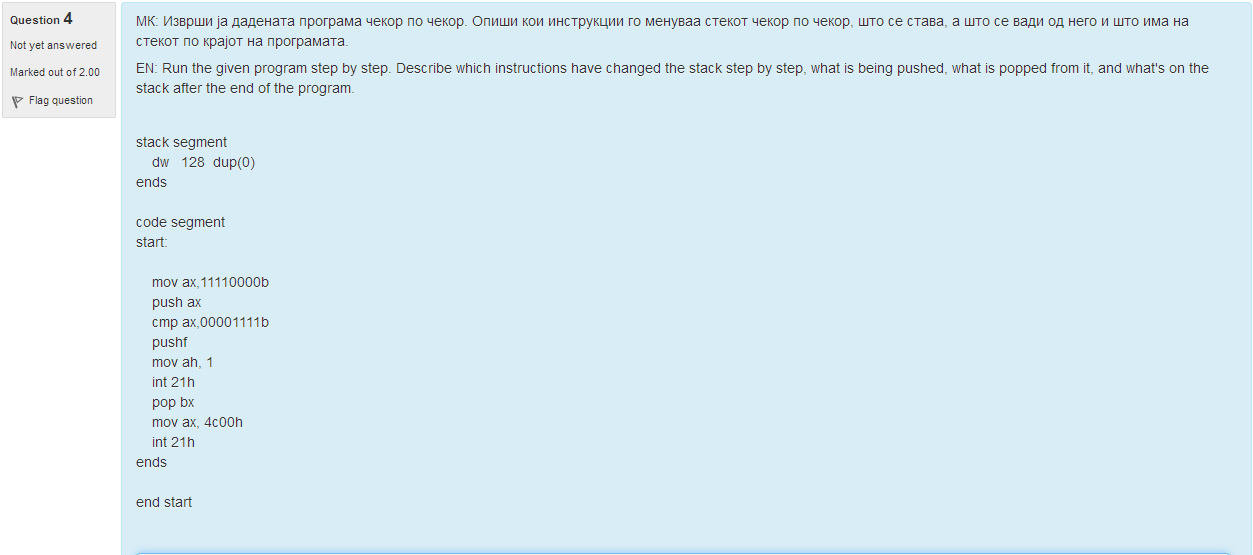 Question 4
Not yet answered
Marked out of 2.00
Flag question
МК: Изврши ја дадената програма чекор по чекор. Опиши кои инструкции го менуваа стекот чекор по чекор, што се става, а што се вади од него и што има на
стекот по крајот на програмата.
EN: Run the given program step by step. Describe which instructions have changed the stack step by step, what is being pushed, what is popped from it, and what's on the
stack after the end of the program.
stack segment
dw 128 dup(0)
ends
code segment
start:
mov ax,11110000b
push ax
cmp ax,00001111b
pushf
mov ah, 1
int 21h
pop bx
mov ax, 4c00h
int 21h
ends
end start